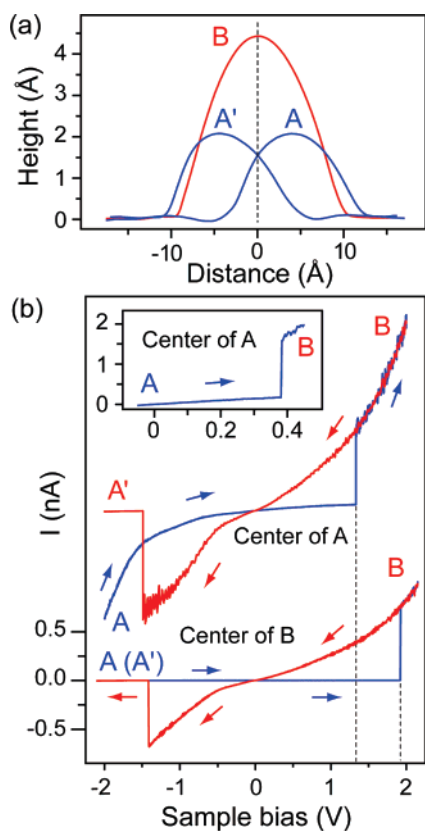 (a)
B
A' A
Height (Å)
4
3
2
1
0
-10 0 10
Distance (Å)
(b)
2
1
0
Center of A
A
B
0 0.2 0.4
B
A'
Center of A
A
I (nA)
Center of B
B
0.5
0.0
-0.5
A (A')
-2 -1 0 1 2
Sample bias (V)